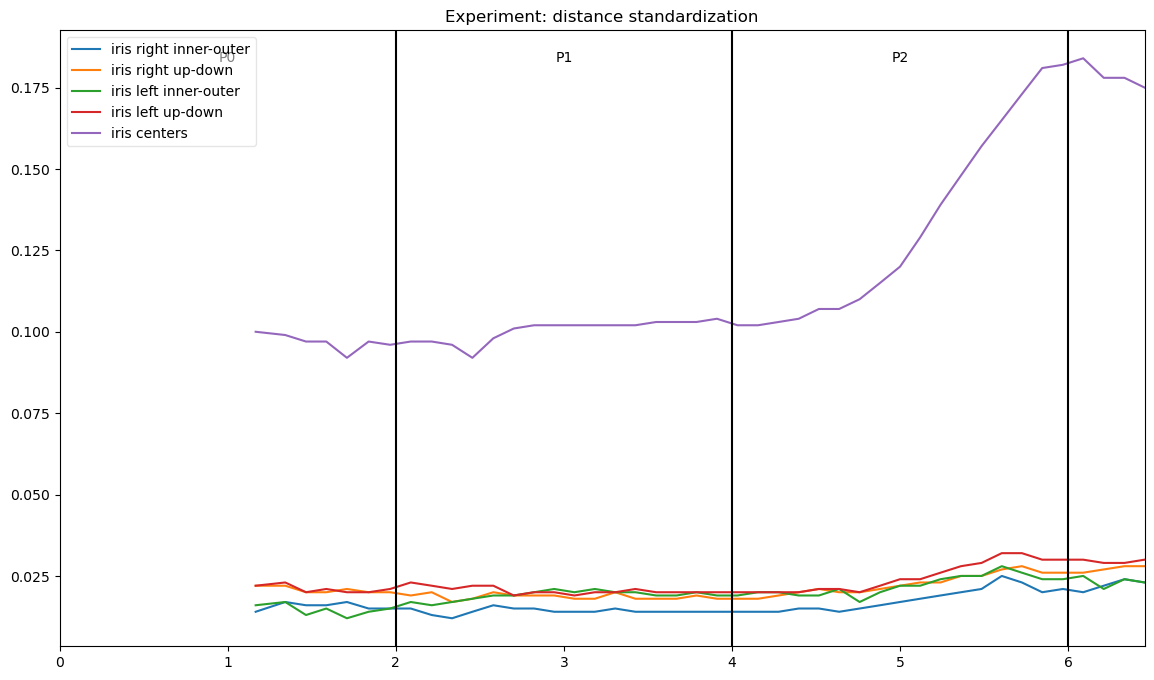 Experiment: distance standardization
iris right inner-outer
iris right up-down
iris left inner-outer
iris left up-down
iris centers
P0
P1
P2
0.175
0.150
0.125
0.100
0.075
0.050
0.025
0
1
2
3
4
5
6